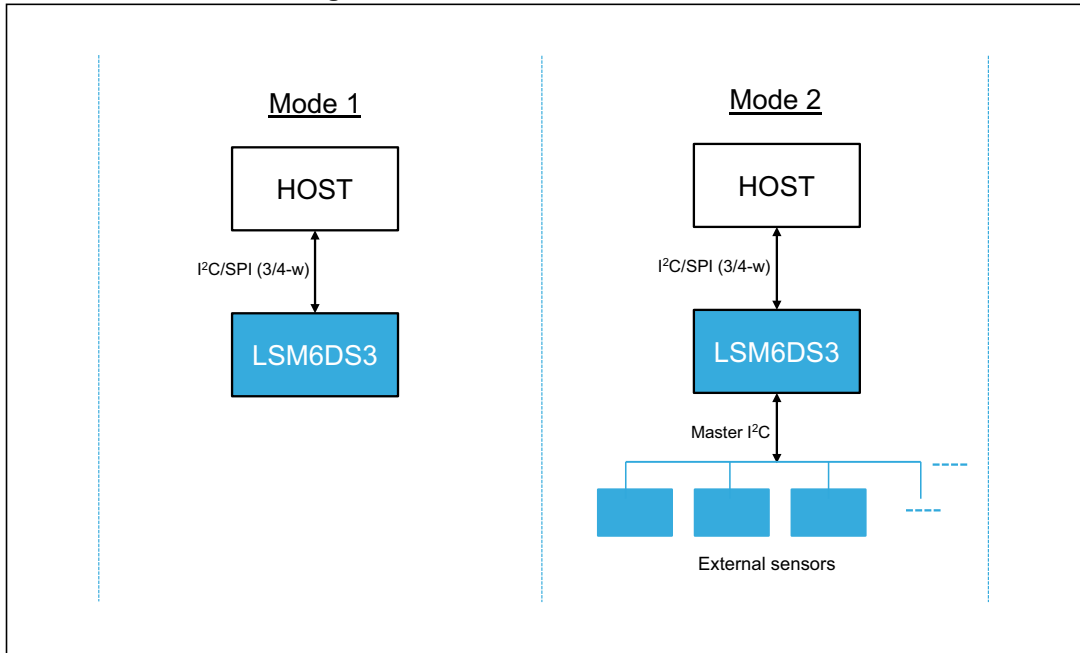 Mode 1
HOST
I²C/SPI (3/4-w)
LSM6DS3
Mode 2
HOST
I²C/SPI (3/4-w)
LSM6DS3
Master I²C
External sensors